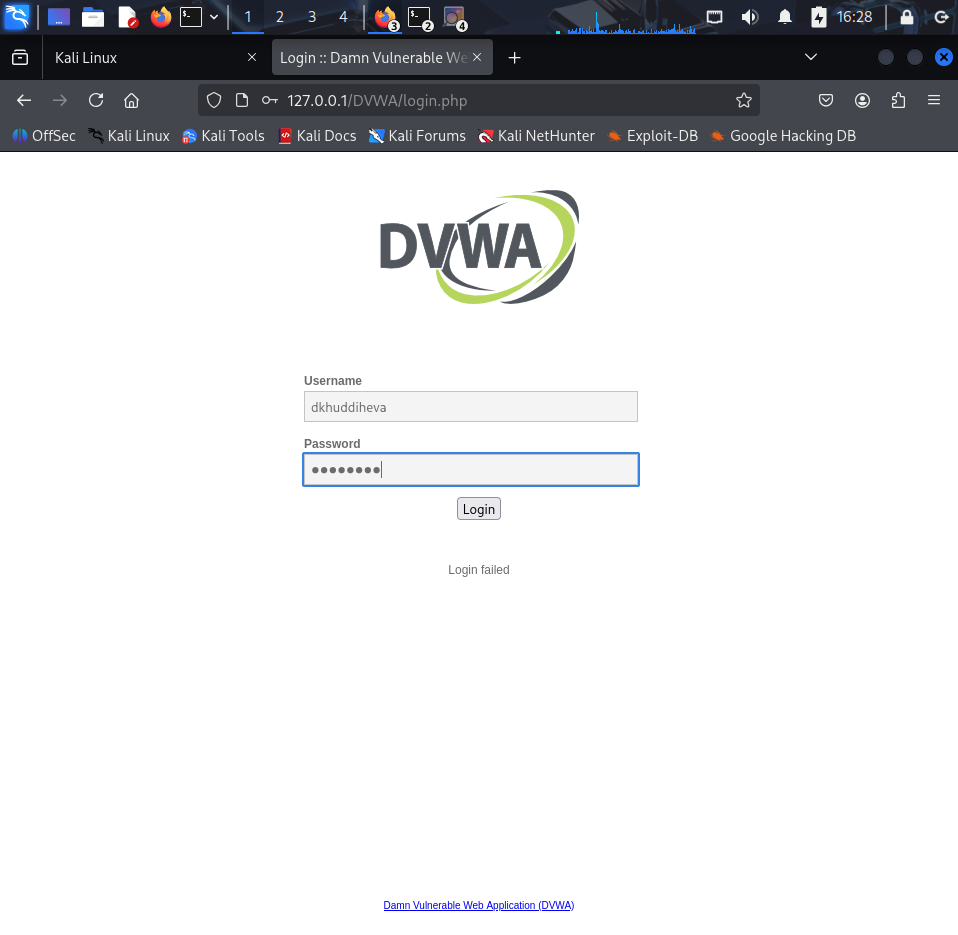 1 2 3 4 3 2 4 16:28
Kali Linux Login :: Damn Vulnerable We
127.0.0.1/DVWA/login.php
OffSec Kali Linux Kali Tools Kali Docs Kali Forums Kali NetHunter Exploit-DB Google Hacking DB
DVWA
Username
dkhuddiheva
Password
Login
Login failed
Damn Vulnerable Web Application (DVWA)